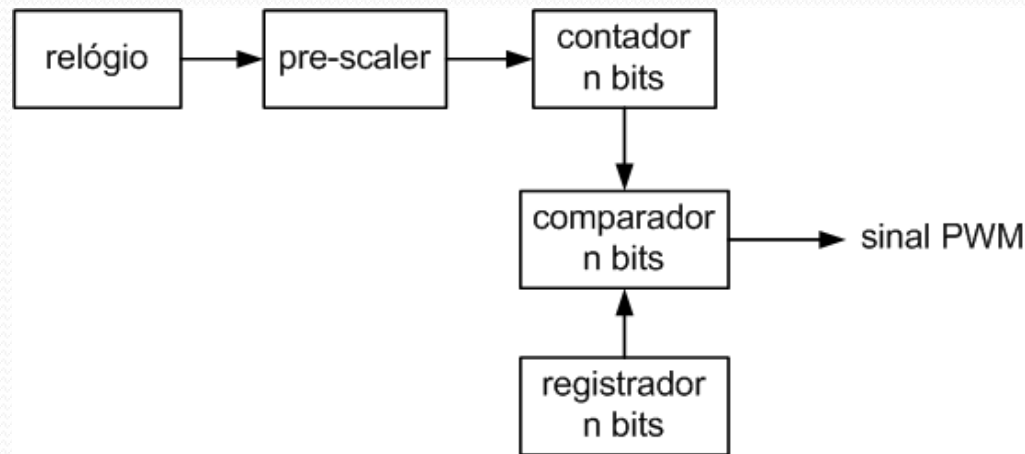 relógio
pre-scaler
contador
n bits
comparador
n bits
sinal PWM
registrador
n bits